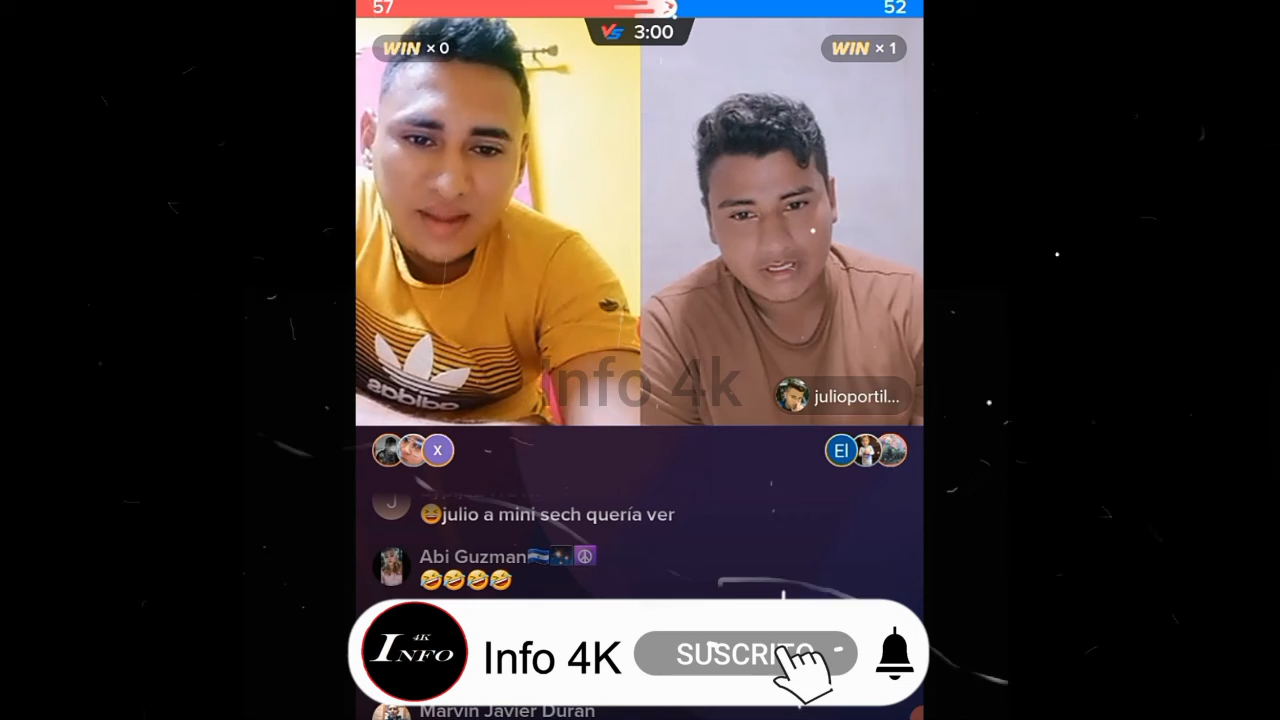 57
52
VS 3:00
WIN × 0
WIN × 1
adidas
Info 4k
julioportil...
X
El
J
😆julio a mini sech quería ver
Abi Guzman🇭🇳🎆☮️
🤣🤣🤣🤣
4K
INFO
Info 4K
SUSCRITO
Marvin Javier Duran